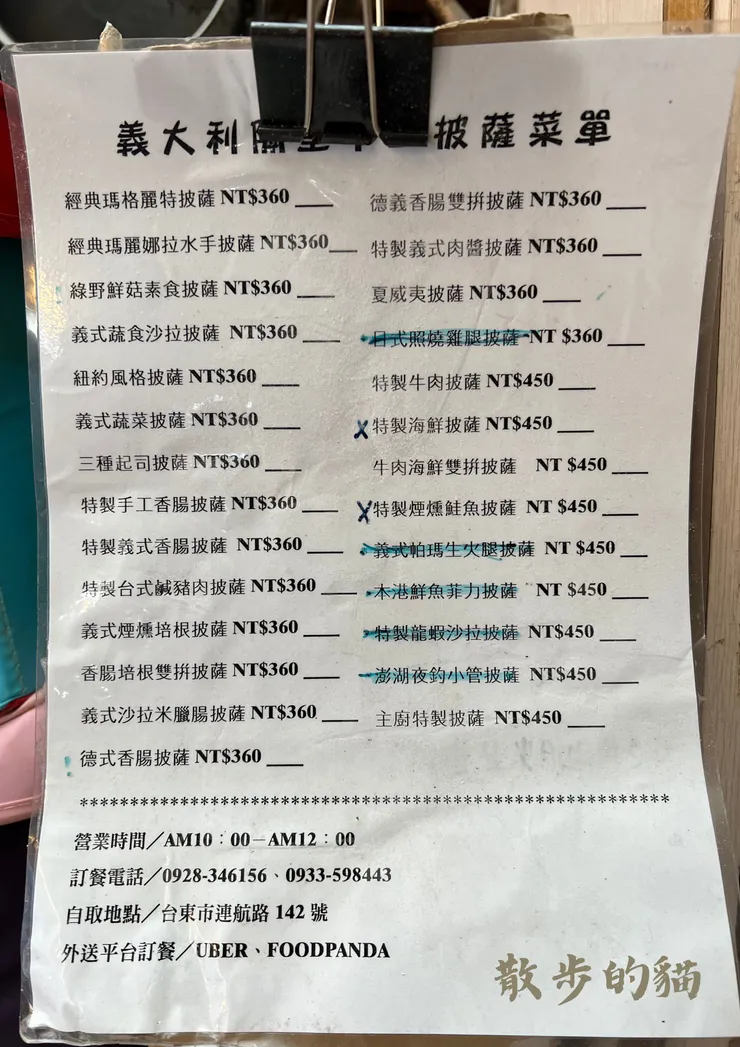 義大利 披薩菜單
經典瑪格麗特披薩 NT$360 ____
經典瑪麗娜拉水手披薩 NT$360 ____
綠野鮮菇素食披薩 NT$360 ____
義式蔬食沙拉披薩 NT$360 ____
紐約風格披薩 NT$360 ____
義式蔬菜披薩 NT$360 ____
三種起司披薩 NT$360 ____
特製手工香腸披薩 NT$360 ____
特製義式香腸披薩 NT$360 ____
特製台式鹹豬肉披薩 NT$360 ____
義式煙燻培根披薩 NT$360 ____
香腸培根雙拼披薩 NT$360 ____
義式沙拉米臘腸披薩 NT$360 ____
德式香腸披薩 NT$360 ____
德義香腸雙拼披薩 NT$360 ____
特製義式肉醬披薩 NT$360 ____
夏威夷披薩 NT$360 ____
日式照燒雞腿披薩 NT $360 ____
特製牛肉披薩 NT$450 ____
X 特製海鮮披薩 NT$450 ____
牛肉海鮮雙拼披薩 NT $450 ____
X 特製煙燻鮭魚披薩 NT $450 ____
義式帕瑪生火腿披薩 NT $450 ____
本港鮮魚菲力披薩 NT $450 ____
特製龍蝦沙拉披薩 NT$450 ____
澎湖夜釣小管披薩 NT$450 ____
主廚特製披薩 NT$450 ____
************************************************************
營業時間／AM10：00－AM12：00
訂餐電話／0928-346156、0933-598443
自取地點／台東市連航路 142 號
外送平台訂餐／UBER、FOODPANDA
散步的貓